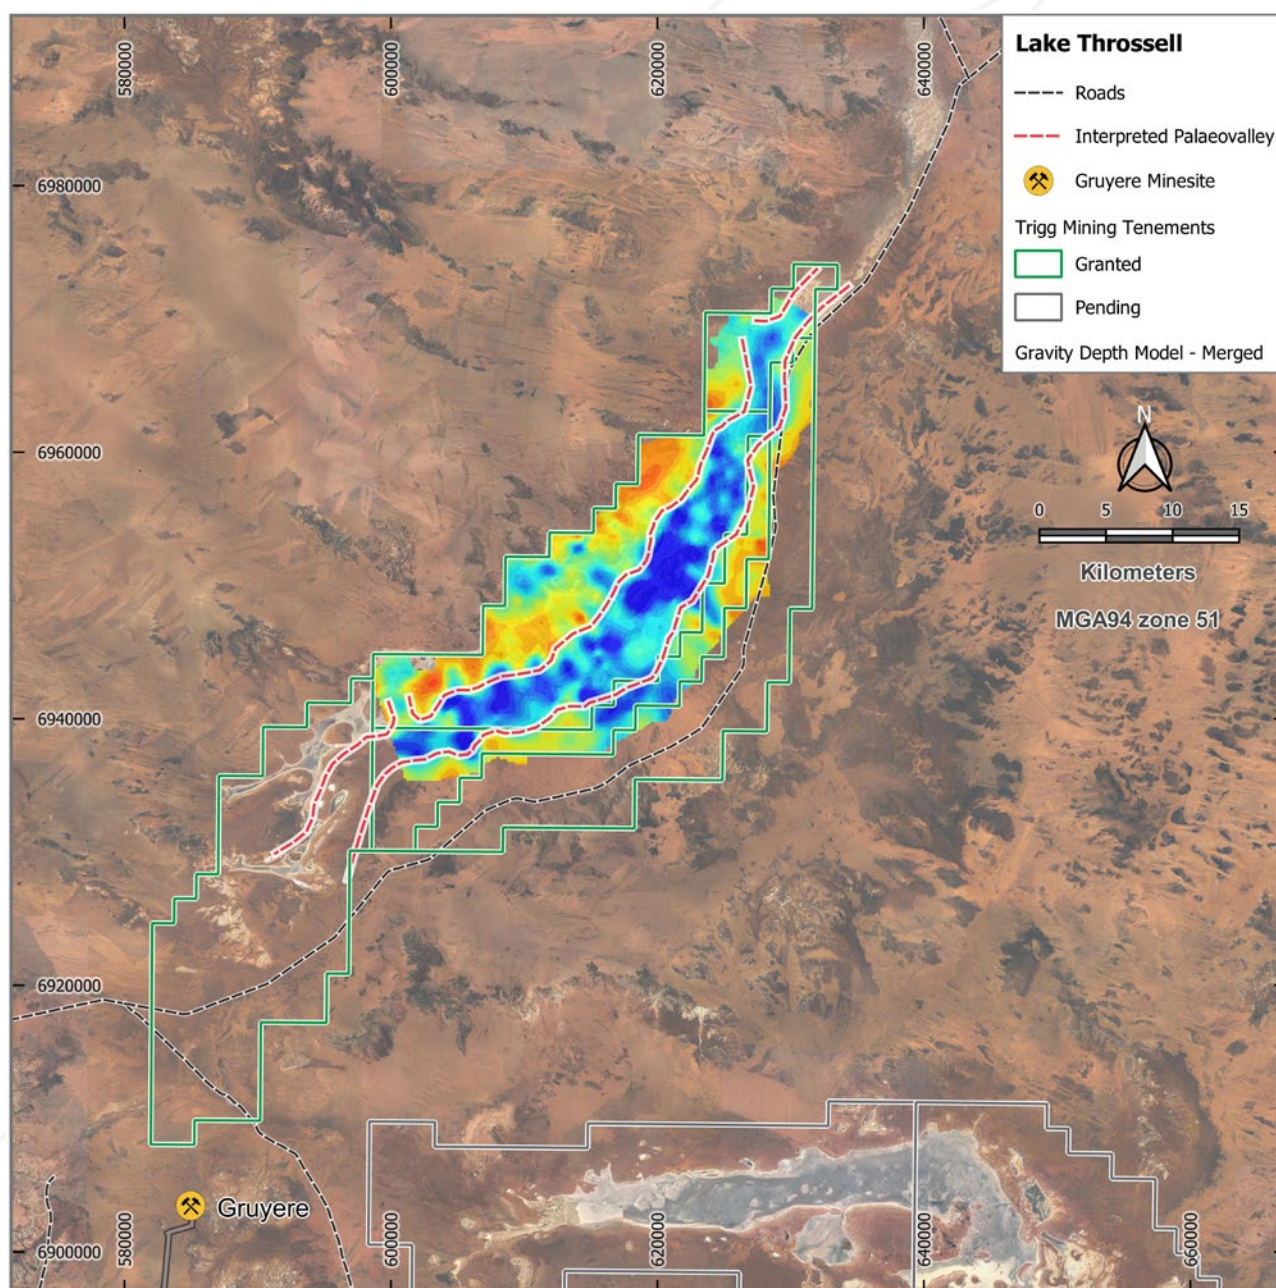 580000
600000
620000
640000
Lake Throssell
Roads
Interpreted Palaeovalley
Gruyere Minesite
Trigg Mining Tenements
Granted
Pending
Gravity Depth Model - Merged
6980000
6960000
6940000
6920000
6900000
N
0 5 10 15
Kilometers
MGA94 zone 51
Gruyere
580000
600000
620000
640000
660000